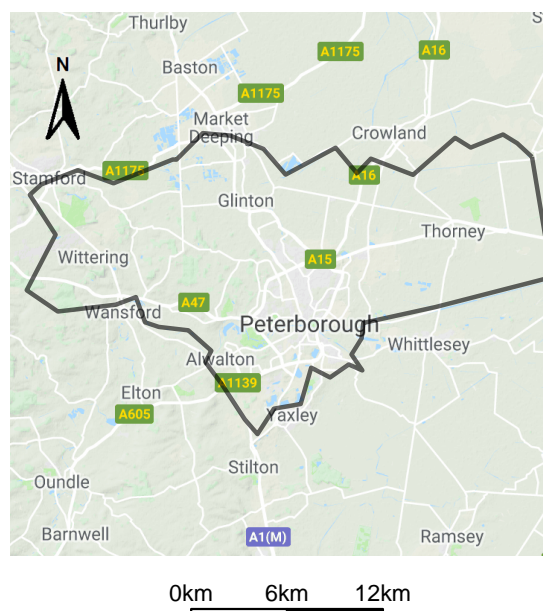 Thurlby
A1175
A16
N
Baston
A1175
Market
Deeping
Crowland
A1175
A16
Stamford
Glinton
Thorney
A15
Wittering
A47
Wansford
Peterborough
Whittlesey
Alwalton
A1139
Elton
A605
Yaxley
Stilton
Oundle
Barnwell
A1(M)
Ramsey
0km 6km 12km